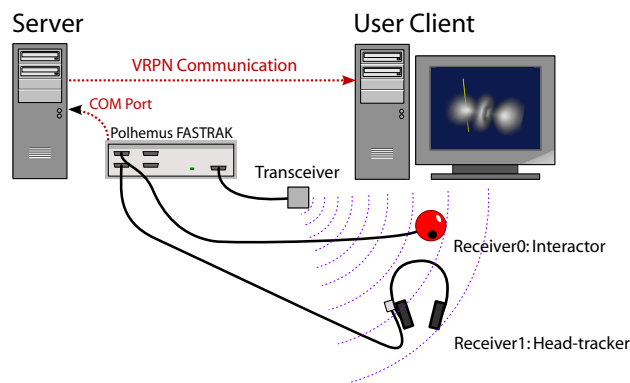 Server
User Client
VRPN Communication
COM Port
Polhemus FASTRAK
Transceiver
Receiver0: Interactor
Receiver1: Head-tracker